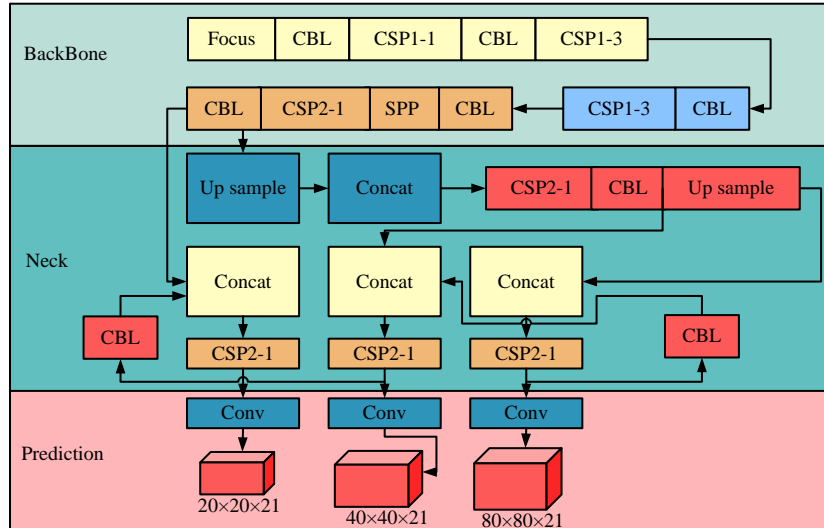 Focus CBL CSP1-1 CBL CSP1-3
BackBone
CBL CSP2-1 SPP CBL CSP1-3 CBL
Up sample Concat CSP2-1 CBL Up sample
Neck
Concat Concat Concat
CBL CBL
CSP2-1 CSP2-1 CSP2-1
Conv Conv Conv
Prediction
20×20×21 40×40×21 80×80×21